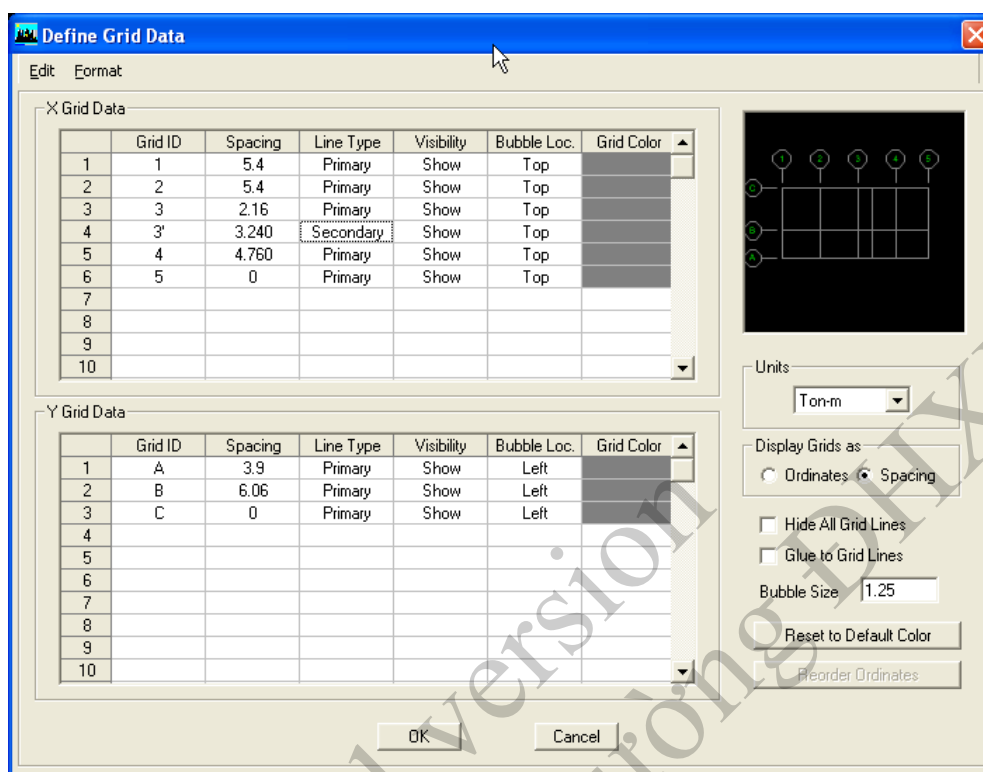 Define Grid Data
Edit Format
X Grid Data
Grid ID Spacing Line Type Visibility Bubble Loc. Grid Color
1 1 5.4 Primary Show Top
2 2 5.4 Primary Show Top
3 3 2.16 Primary Show Top
4 3' 3.240 Secondary Show Top
5 4 4.760 Primary Show Top
6 5 0 Primary Show Top
7
8
9
10
1 2 3 4 5
C
B
A
Units
Ton-m
Y Grid Data
Grid ID Spacing Line Type Visibility Bubble Loc. Grid Color
1 A 3.9 Primary Show Left
2 B 6.06 Primary Show Left
3 C 0 Primary Show Left
4
5
6
7
8
9
10
Display Grids as
Ordinates Spacing
Hide All Grid Lines
Glue to Grid Lines
Bubble Size 1.25
Reset to Default Color
Reorder Ordinates
OK Cancel
version